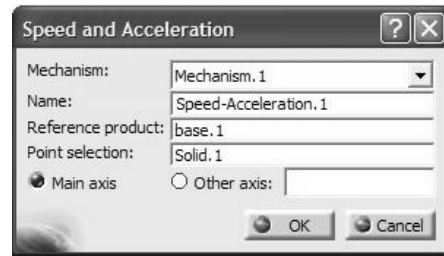 Speed and Acceleration
Mechanism: Mechanism.1
Name: Speed-Acceleration.1
Reference product: base.1
Point selection: Solid.1
Main axis Other axis:
OK Cancel